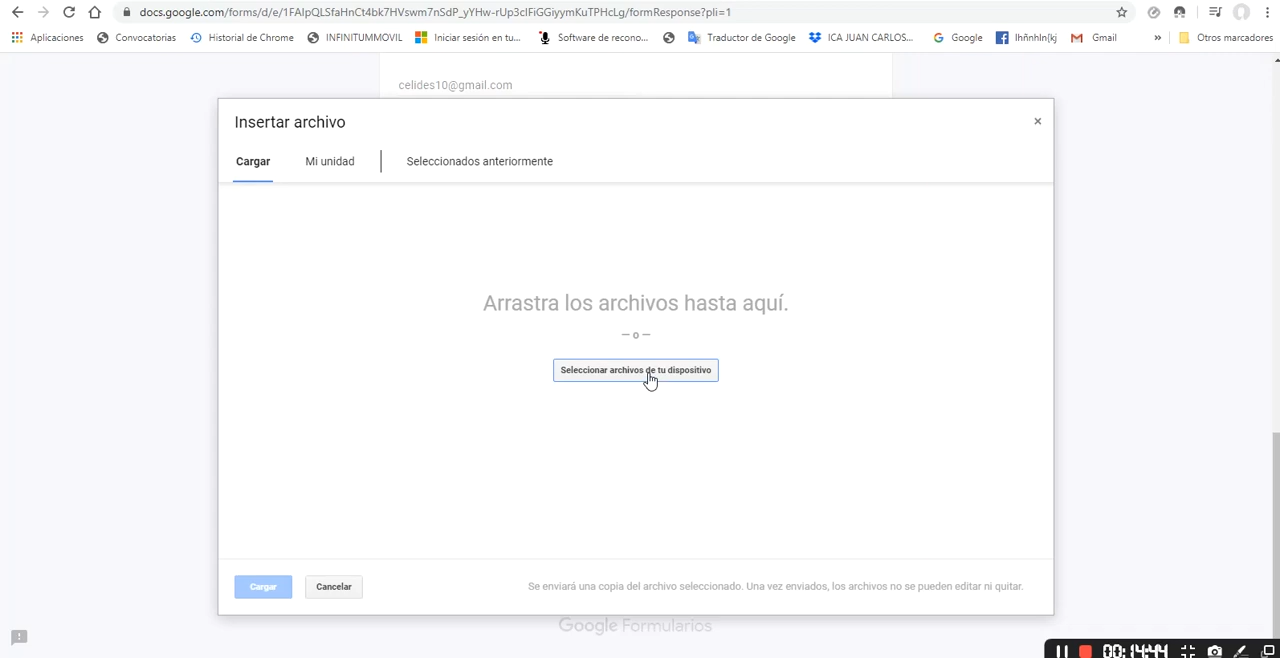 docs.google.com/forms/d/e/1FAIpQLSfaHnCt4bk7HVswm7nSdP_yYHw-rUp3cIFiGGiyymKuTPHcLg/formResponse?pli=1
Aplicaciones Convocatorias Historial de Chrome INFINITUMMOVIL Iniciar sesión en tu... Software de recono... Traductor de Google ICA JUAN CARLOS... Google IhñnhIn{kj Gmail » Otros marcadores
celides10@gmail.com
Insertar archivo ×
Cargar Mi unidad Seleccionados anteriormente
Arrastra los archivos hasta aquí.
— o —
Seleccionar archivos de tu dispositivo
Cargar Cancelar Se enviará una copia del archivo seleccionado. Una vez enviados, los archivos no se pueden editar ni quitar.
Google Formularios
00:14:44